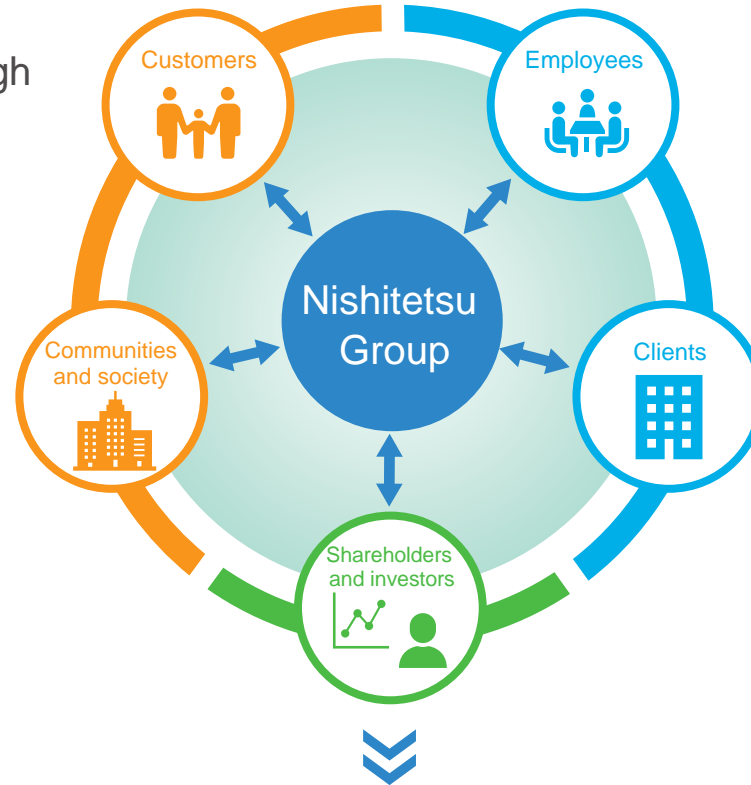 gh
Customers
Employees
Nishitetsu
Group
Communities
and society
Clients
Shareholders
and investors